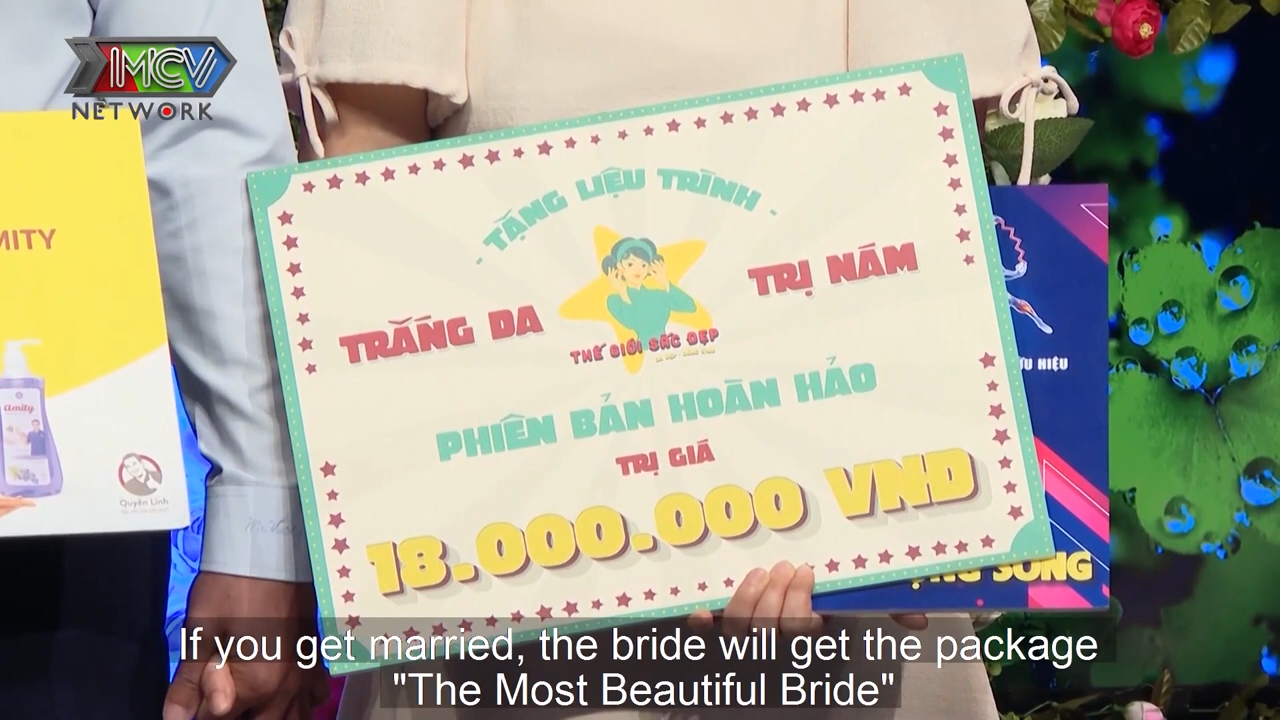 MCV
NETWORK
MITY
amity
Quyền Linh
TẶNG LIỆU TRÌNH
TRẮNG DA
TRỊ NÁM
THẾ GIỚI SẮC ĐẸP
PHIÊN BẢN HOÀN HẢO
TRỊ GIÁ
18.000.000 VND
ƯU HIỆU
SÓNG
If you get married, the bride will get the package
"The Most Beautiful Bride"